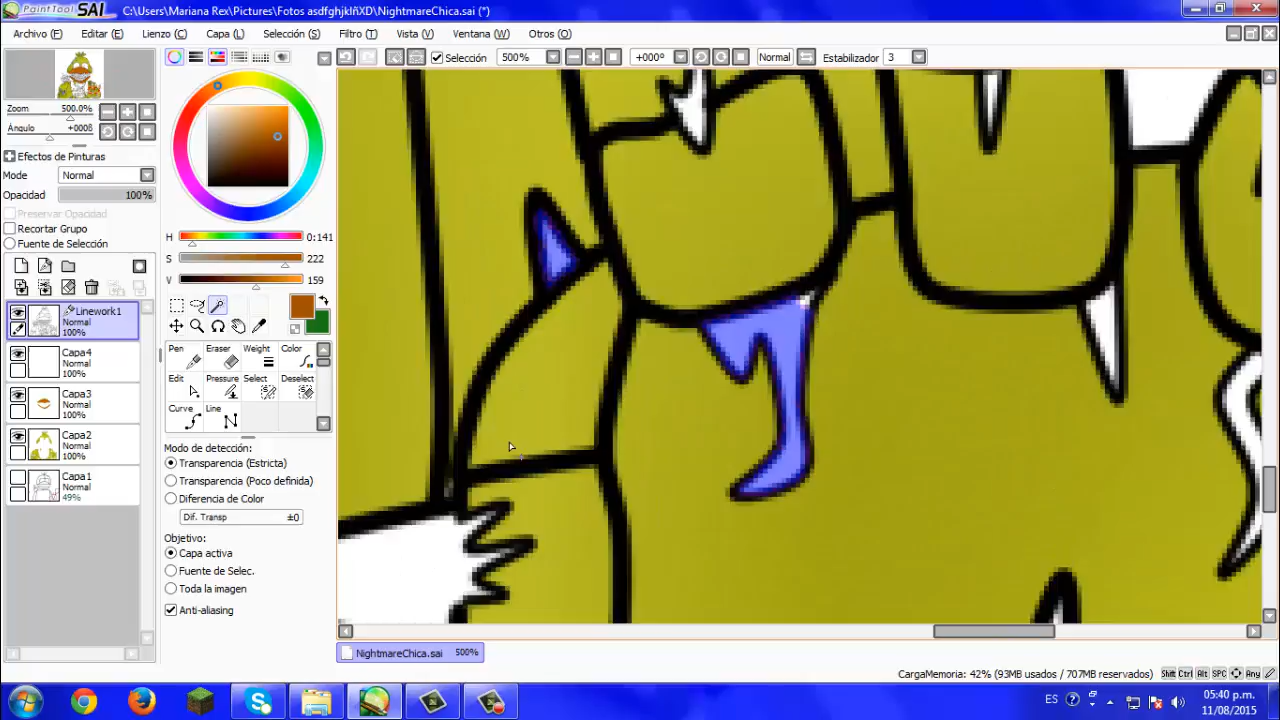 PaintTool SAI C:\Users\Mariana Rex\Pictures\Fotos asdfghjklñXD\NightmareChica.sai (*)
Archivo (F) Editar (E) Lienzo (C) Capa (L) Selección (S) Filtro (T) Vista (V) Ventana (W) Otros (O)
Selección 500% +000º Normal Estabilizador 3
Zoom 500.0%
Ángulo +000º
Efectos de Pinturas
Modo Normal
Opacidad 100%
Preservar Opacidad
Recortar Grupo
Fuente de Selección
Linework1
Normal
100%
Capa4
Normal
100%
Capa3
Normal
100%
Capa2
Normal
100%
Capa1
Normal
49%
H 0:141
S 222
V 159
Pen Eraser Weight Color
Edit Pressure Select Deselect
Curve Line
Modo de detección:
Transparencia (Estricta)
Transparencia (Poco definida)
Diferencia de Color
Dif. Transp ±0
Objetivo:
Capa activa
Fuente de Selec.
Toda la imagen
Anti-aliasing
NightmareChica.sai 500%
CargaMemoria: 42% (93MB usados / 707MB reservados) Shift Ctrl Alt SPC Any
ES 05:40 p.m.
11/08/2015